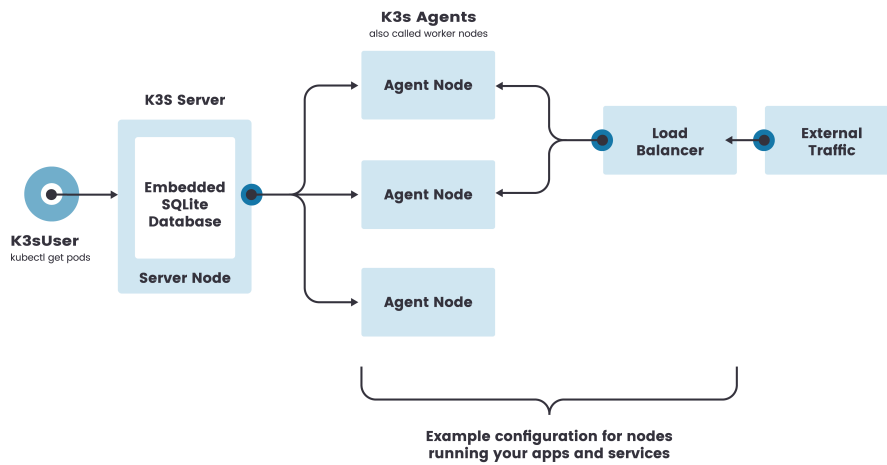 K3s Agents
also called worker nodes
K3S Server
Agent Node
Load
Balancer
External
Traffic
Embedded
SQLite
Database
Agent Node
K3sUser
kubectl get pods
Server Node
Agent Node
Example configuration for nodes
running your apps and services